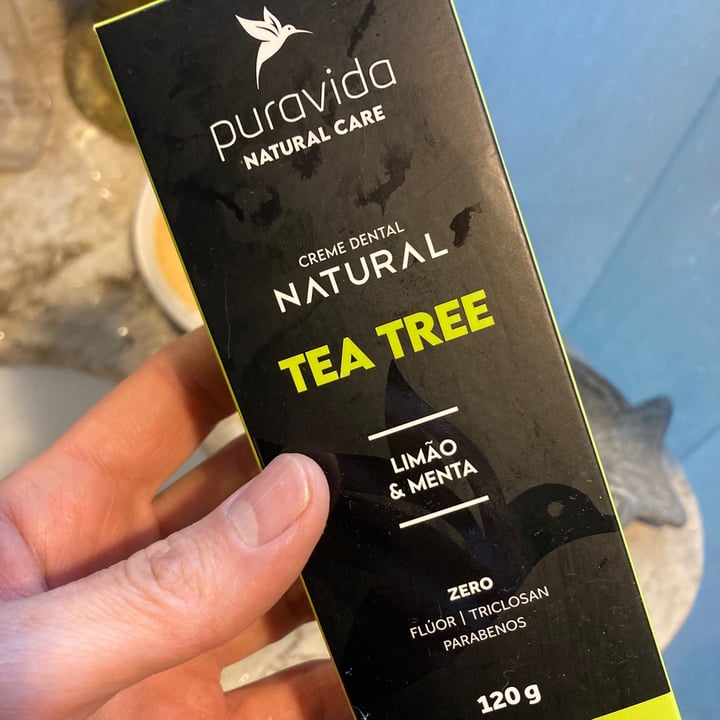 puravida
NATURAL CARE
CREME DENTAL
NATURAL
TEA TREE
LIMÃO
& MENTA
ZERO
FLÚOR | TRICLOSAN
PARABENOS
120 g